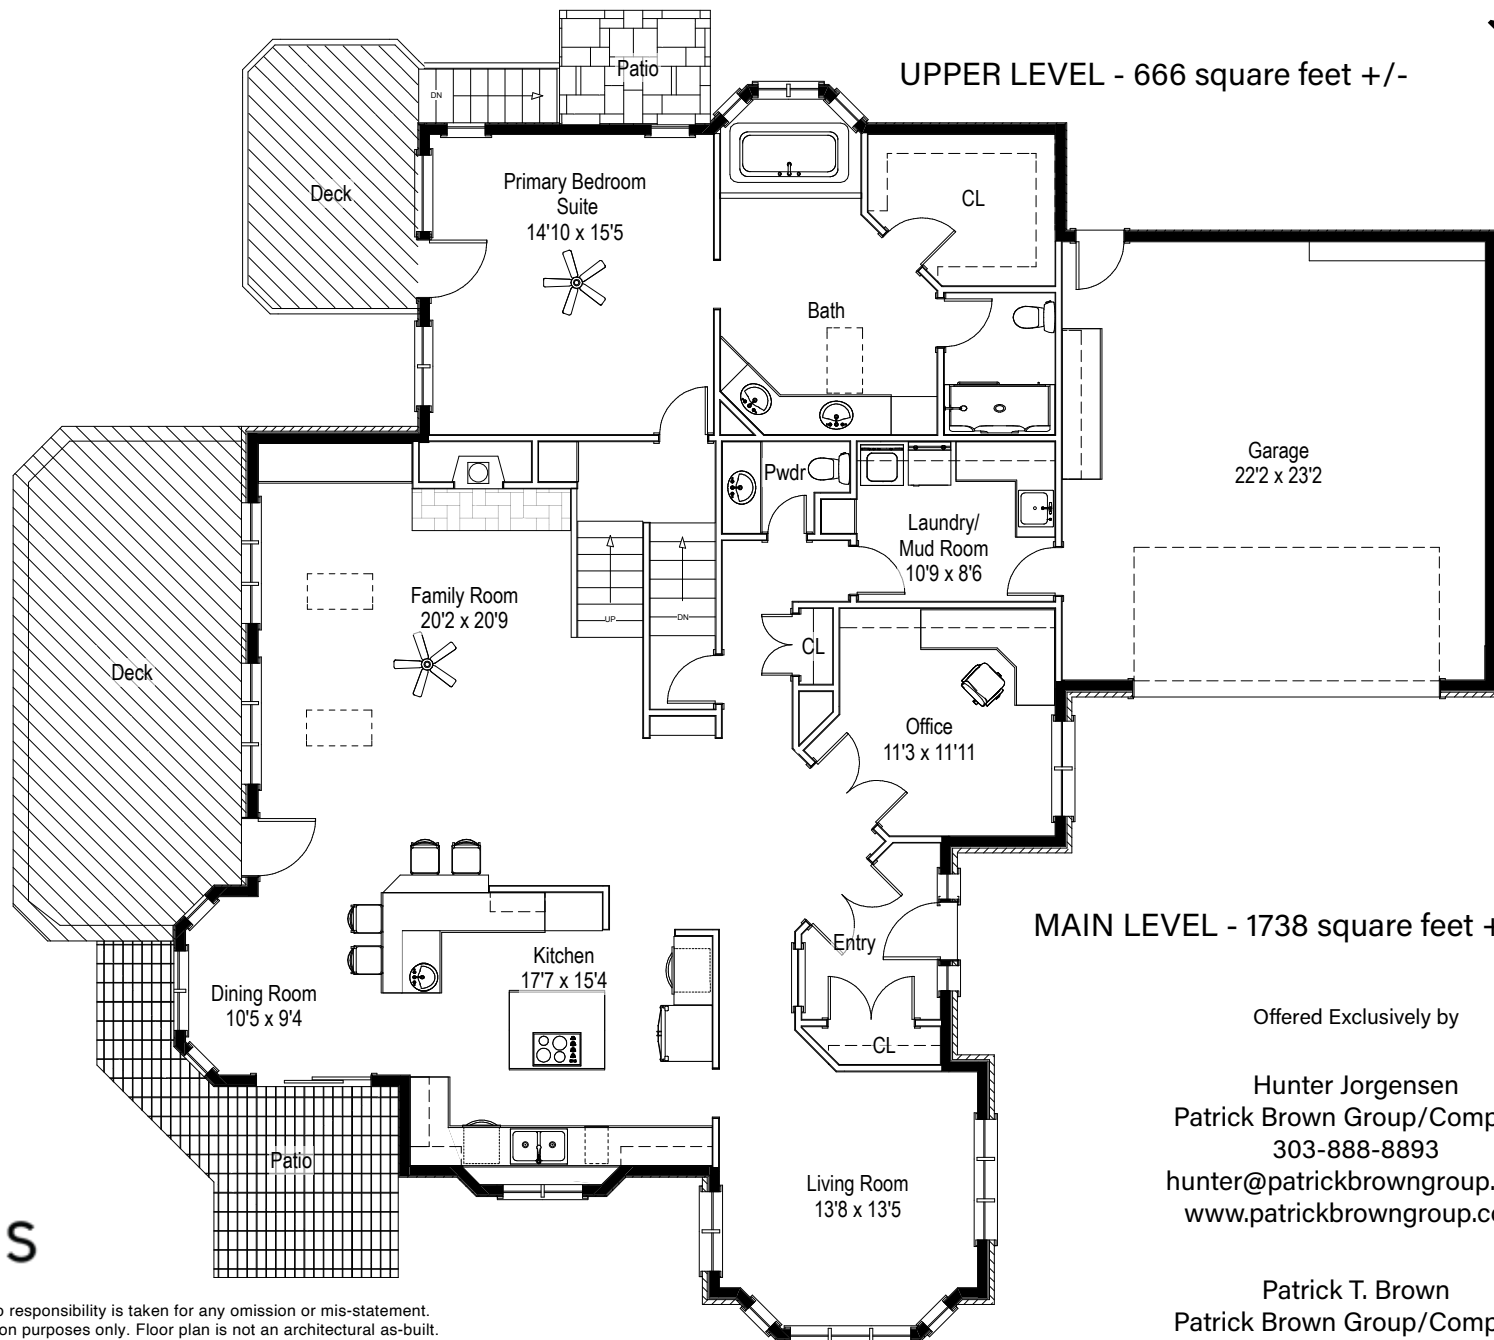 UPPER LEVEL - 666 square feet +/-
Patio
DN
Deck
Primary Bedroom
Suite
14'10 x 15'5
CL
Bath
Garage
22'2 x 23'2
Pwdr
Laundry/
Mud Room
10'9 x 8'6
Family Room
20'2 x 20'9
UP
DN
CL
Deck
Office
11'3 x 11'11
MAIN LEVEL - 1738 square feet +
Entry
Kitchen
17'7 x 15'4
Dining Room
10'5 x 9'4
CL
Offered Exclusively by
Hunter Jorgensen
Patrick Brown Group/Comp
303-888-8893
hunter@patrickbrowngroup.
www.patrickbrowngroup.co
Patio
Living Room
13'8 x 13'5
S
Patrick T. Brown
Patrick Brown Group/Comp
responsibility is taken for any omission or mis-statement.
on purposes only. Floor plan is not an architectural as-built.